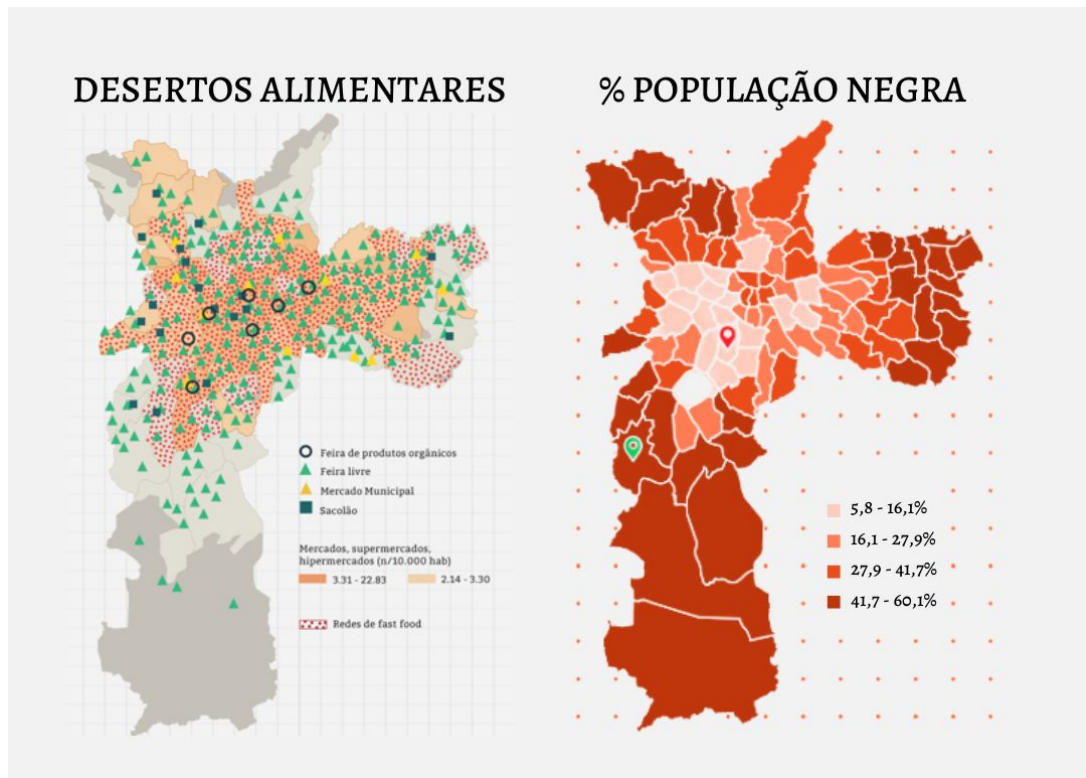 DESERTOS ALIMENTARES
Feira de produtos orgânicos
Feira livre
Mercado Municipal
Sacolão
Mercados, supermercados,
hipermercados (n/10.000 hab)
3.31 - 22.83 2.14 - 3.30
Redes de fast food
% POPULAÇÃO NEGRA
5,8 - 16,1%
16,1 - 27,9%
27,9 - 41,7%
41,7 - 60,1%